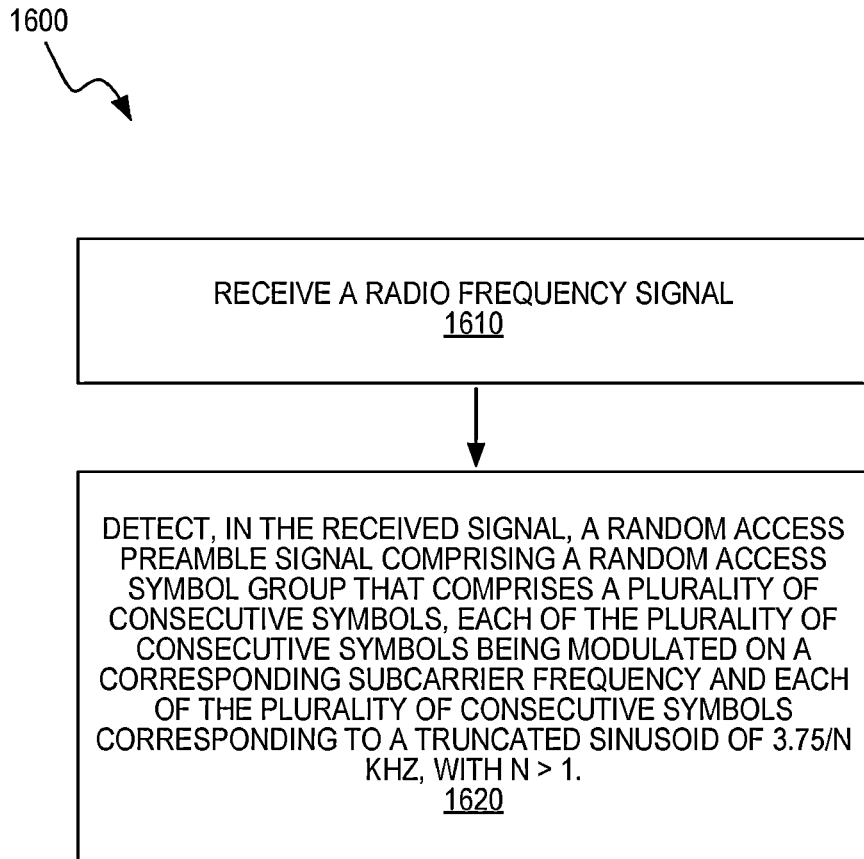 1600
RECEIVE A RADIO FREQUENCY SIGNAL
1610
DETECT, IN THE RECEIVED SIGNAL, A RANDOM ACCESS
PREAMBLE SIGNAL COMPRISING A RANDOM ACCESS
SYMBOL GROUP THAT COMPRISES A PLURALITY OF
CONSECUTIVE SYMBOLS, EACH OF THE PLURALITY OF
CONSECUTIVE SYMBOLS BEING MODULATED ON A
CORRESPONDING SUBCARRIER FREQUENCY AND EACH
OF THE PLURALITY OF CONSECUTIVE SYMBOLS
CORRESPONDING TO A TRUNCATED SINUSOID OF 3.75/N
KHZ, WITH N > 1.
1620